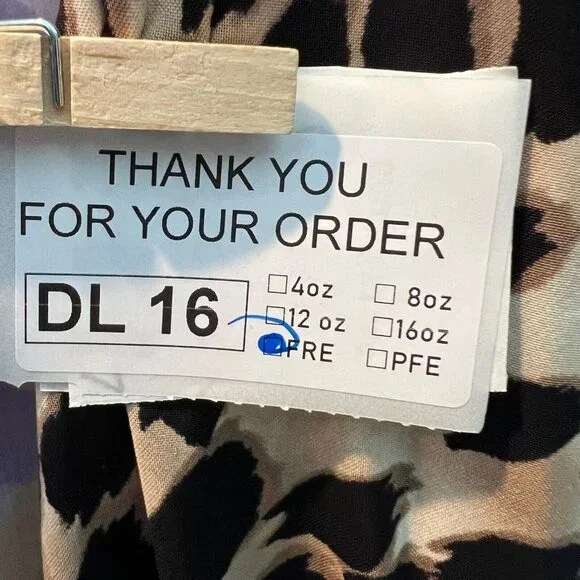 THANK YOU
FOR YOUR ORDER
DL 16
4oz 8oz
12 oz 16oz
FRE PFE